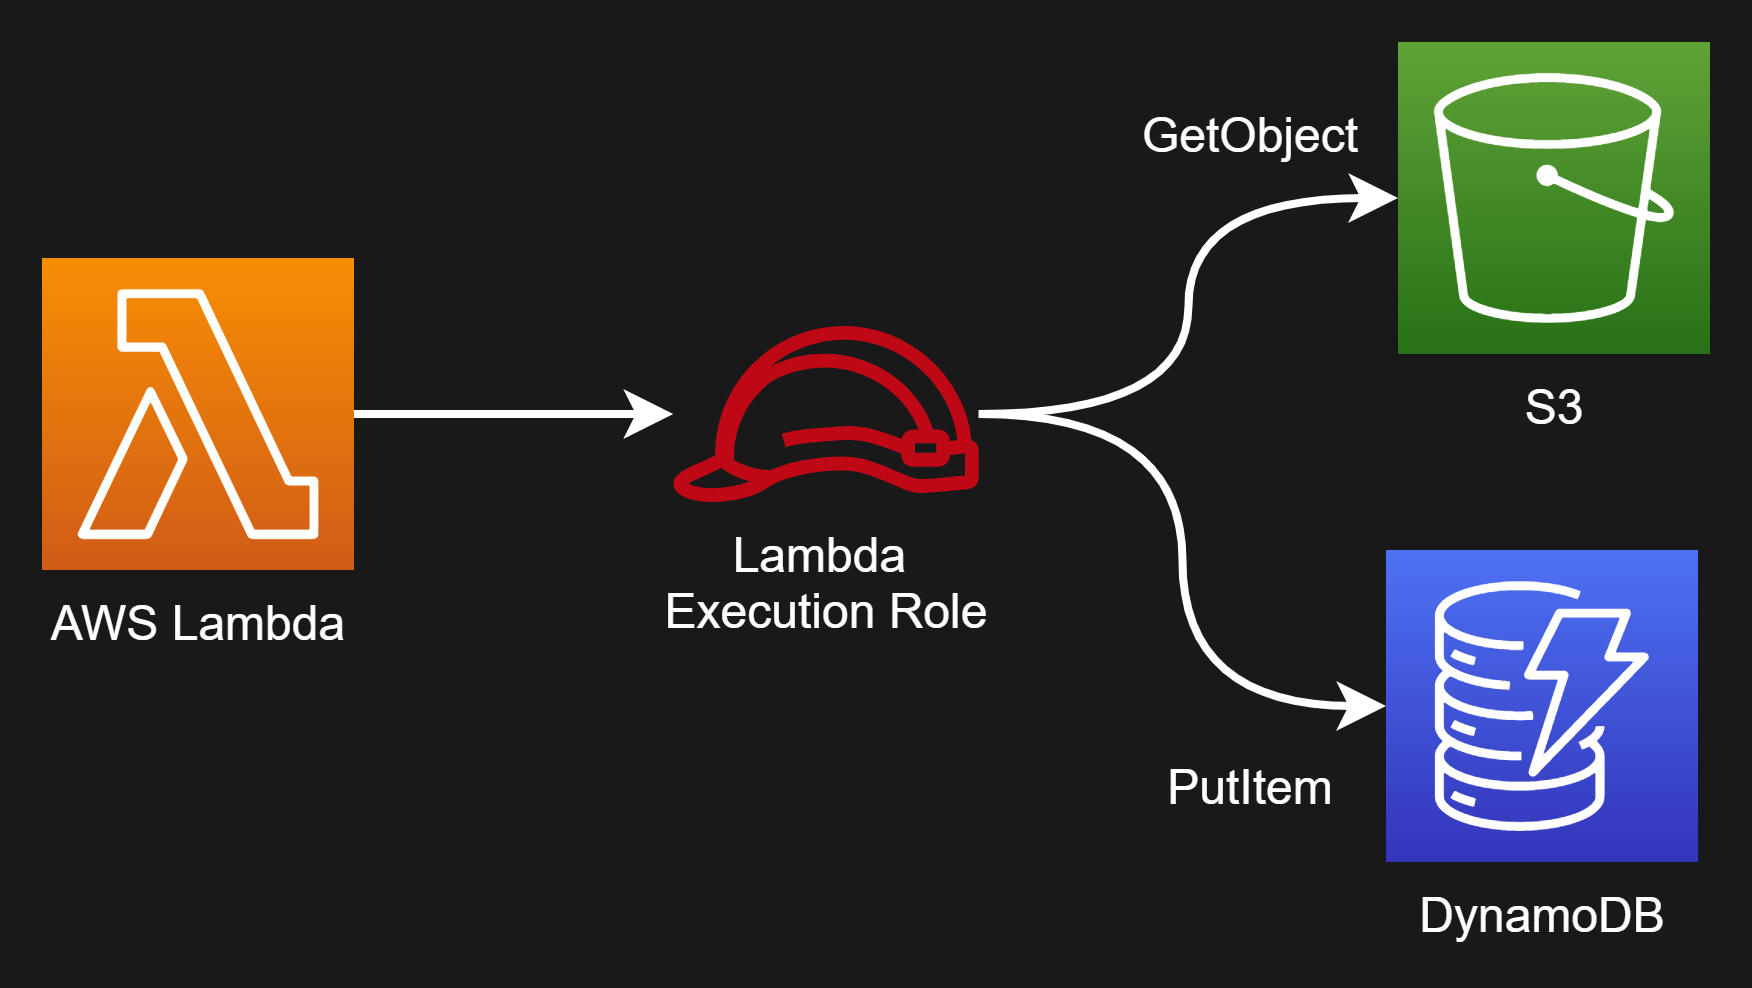 GetObject
S3
AWS Lambda
Lambda
Execution Role
PutItem
DynamoDB